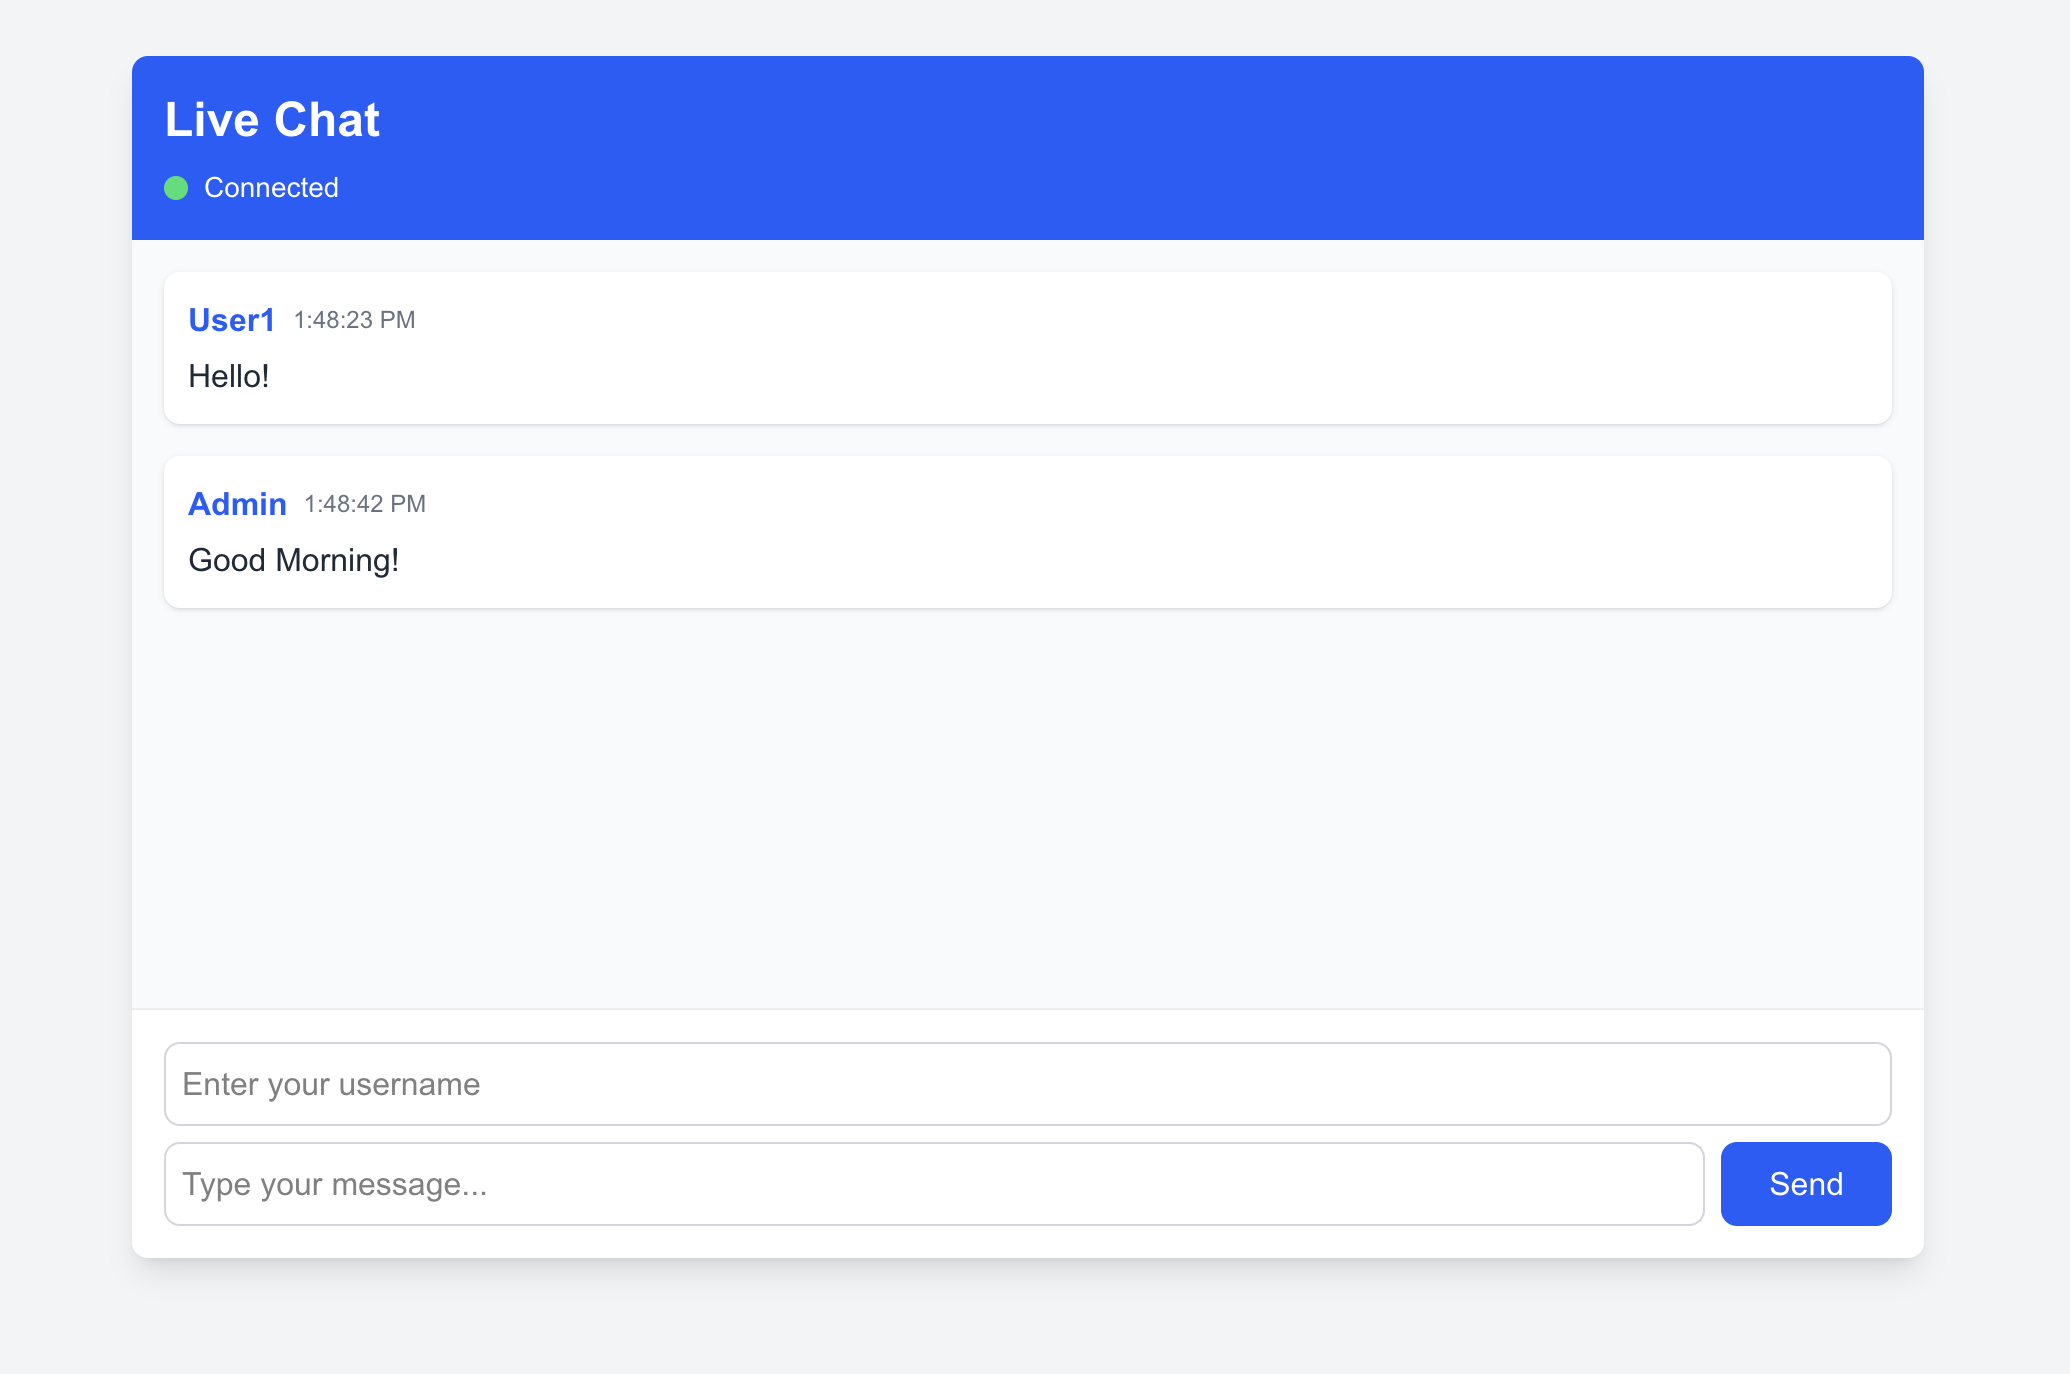 Live Chat
Connected
User1 1:48:23 PM
Hello!
Admin 1:48:42 PM
Good Morning!
Enter your username
Type your message...
Send